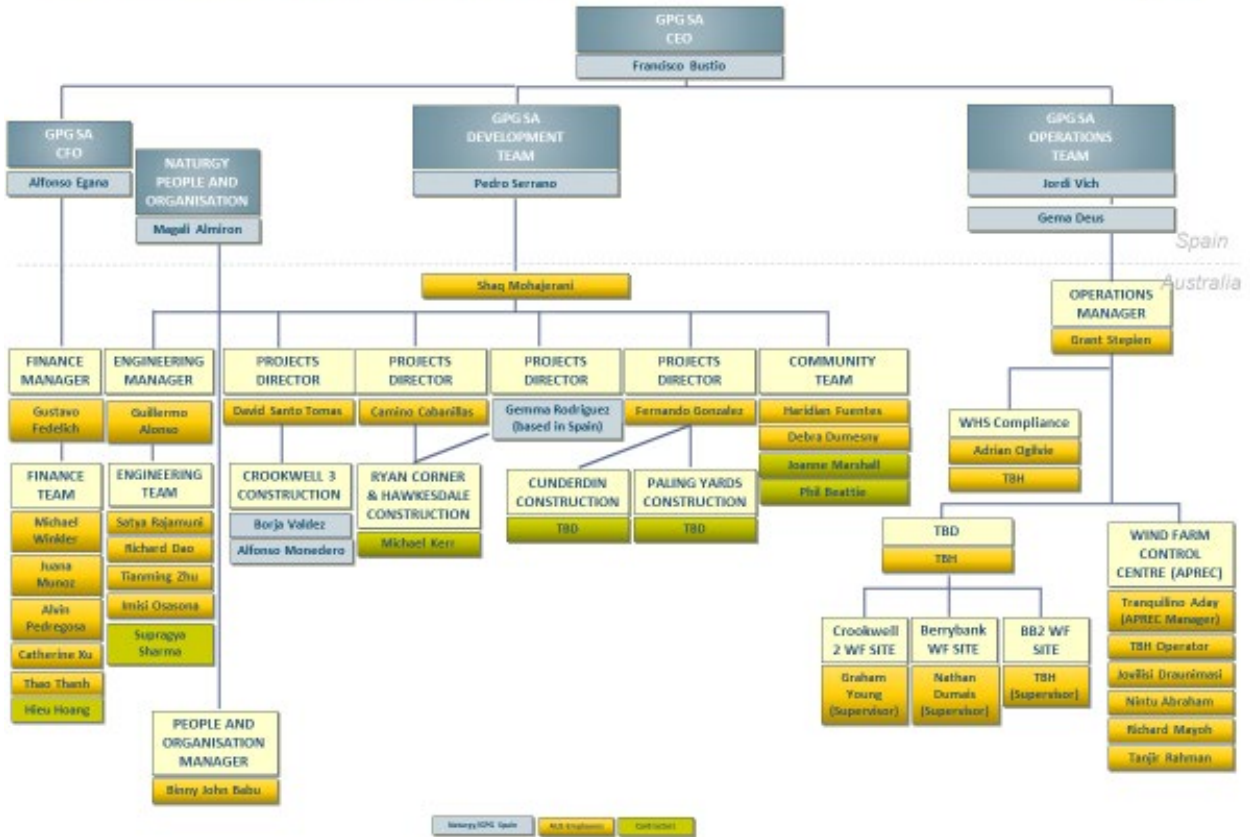 GPG SA
CEO
Francisco Bustio
GPG SA
CFO
Alfonso Egana
NATURGY
PEOPLE AND
ORGANISATION
Magali Almiron
GPG SA
DEVELOPMENT
TEAM
Pedro Serrano
GPG SA
OPERATIONS
TEAM
Jordi Vich
Gema Deus
Spain
Australia
Shaq Mohajerani
OPERATIONS
MANAGER
Grant Stepien
FINANCE
MANAGER
Gustavo
Fedelich
ENGINEERING
MANAGER
Guillermo
Alonso
PROJECTS
DIRECTOR
David Santo Tomas
PROJECTS
DIRECTOR
Camino Cabanillas
PROJECTS
DIRECTOR
Gemma Rodriguez
(based in Spain)
PROJECTS
DIRECTOR
Fernando Gonzalez
COMMUNITY
TEAM
Haridian Fuentes
Debra Dumesny
Joanne Marshall
Phil Beattie
WHS Compliance
Adrian Ogilvie
TBH
FINANCE
TEAM
Michael
Winkler
Juana
Munoz
Alvin
Pedregosa
Catherine Xu
Thao Thanh
Hieu Hoang
ENGINEERING
TEAM
Satya Rajamuni
Richard Dao
Tianming Zhu
Imisi Osasona
Supragya
Sharma
CROOKWELL 3
CONSTRUCTION
Borja Valdez
Alfonso Monedero
RYAN CORNER
& HAWKESDALE
CONSTRUCTION
Michael Kerr
CUNDERDIN
CONSTRUCTION
TBD
PALING YARDS
CONSTRUCTION
TBD
TBD
TBH
WIND FARM
CONTROL
CENTRE (APREC)
Tranquilino Aday
(APREC Manager)
TBH Operator
Jovilisi Draunimasi
Nintu Abraham
Richard Mayoh
Tanjir Rahman
Crookwell
2 WF SITE
Graham
Young
(Supervisor)
Berrybank
WF SITE
Nathan
Dumais
(Supervisor)
BB2 WF
SITE
TBH
(Supervisor)
PEOPLE AND
ORGANISATION
MANAGER
Binny John Babu
Naturgy/GPG Spain
Contractors